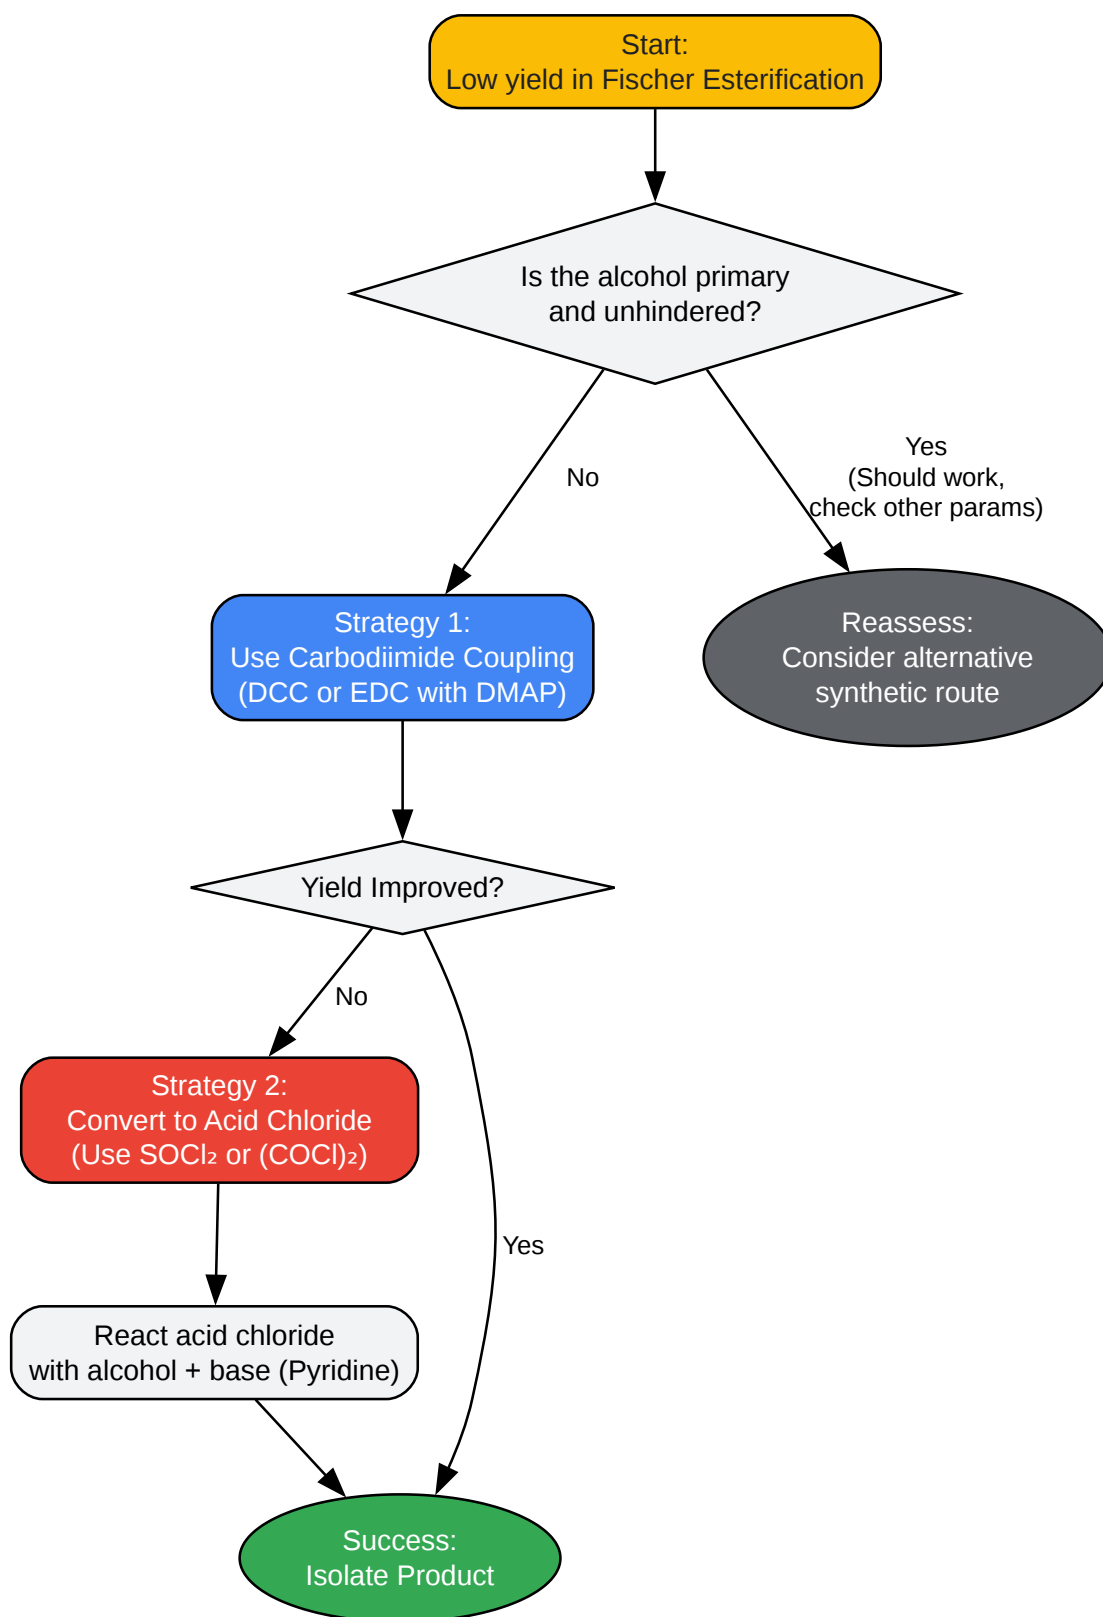 Start:
Low yield in Fischer Esterification
Is the alcohol primary
and unhindered?
No
Yes
(Should work,
check other params)
Strategy 1:
Use Carbodiimide Coupling
(DCC or EDC with DMAP)
Reassess:
Consider alternative
synthetic route
Yield Improved?
No
Strategy 2:
Convert to Acid Chloride
(Use SOCl₂ or (COCl)₂)
Yes
React acid chloride
with alcohol + base (Pyridine)
Success:
Isolate Product